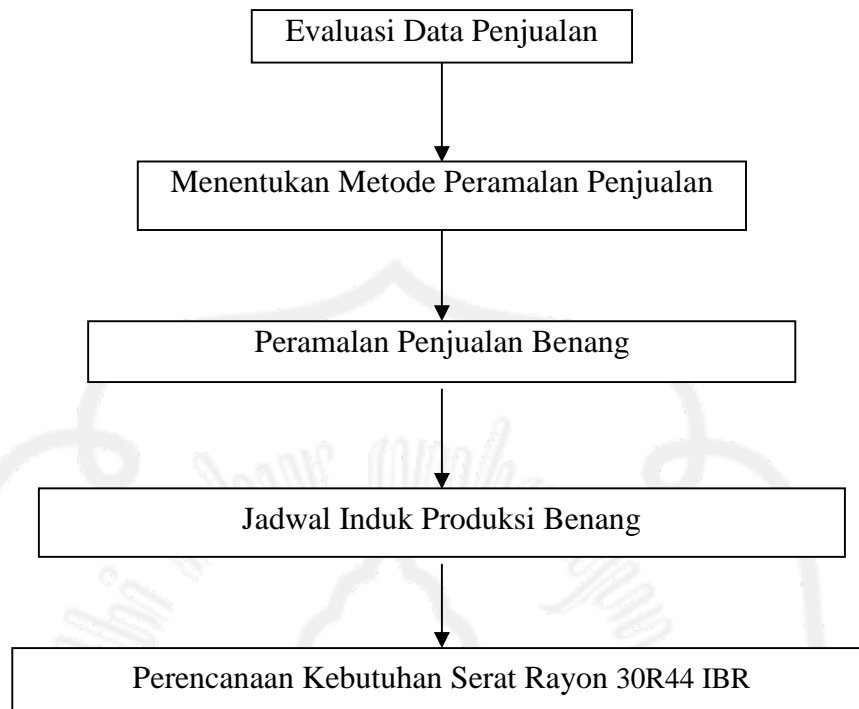 Evaluasi Data Penjualan
Menentukan Metode Peramalan Penjualan
Peramalan Penjualan Benang
Jadwal Induk Produksi Benang
Perencanaan Kebutuhan Serat Rayon 30R44 IBR